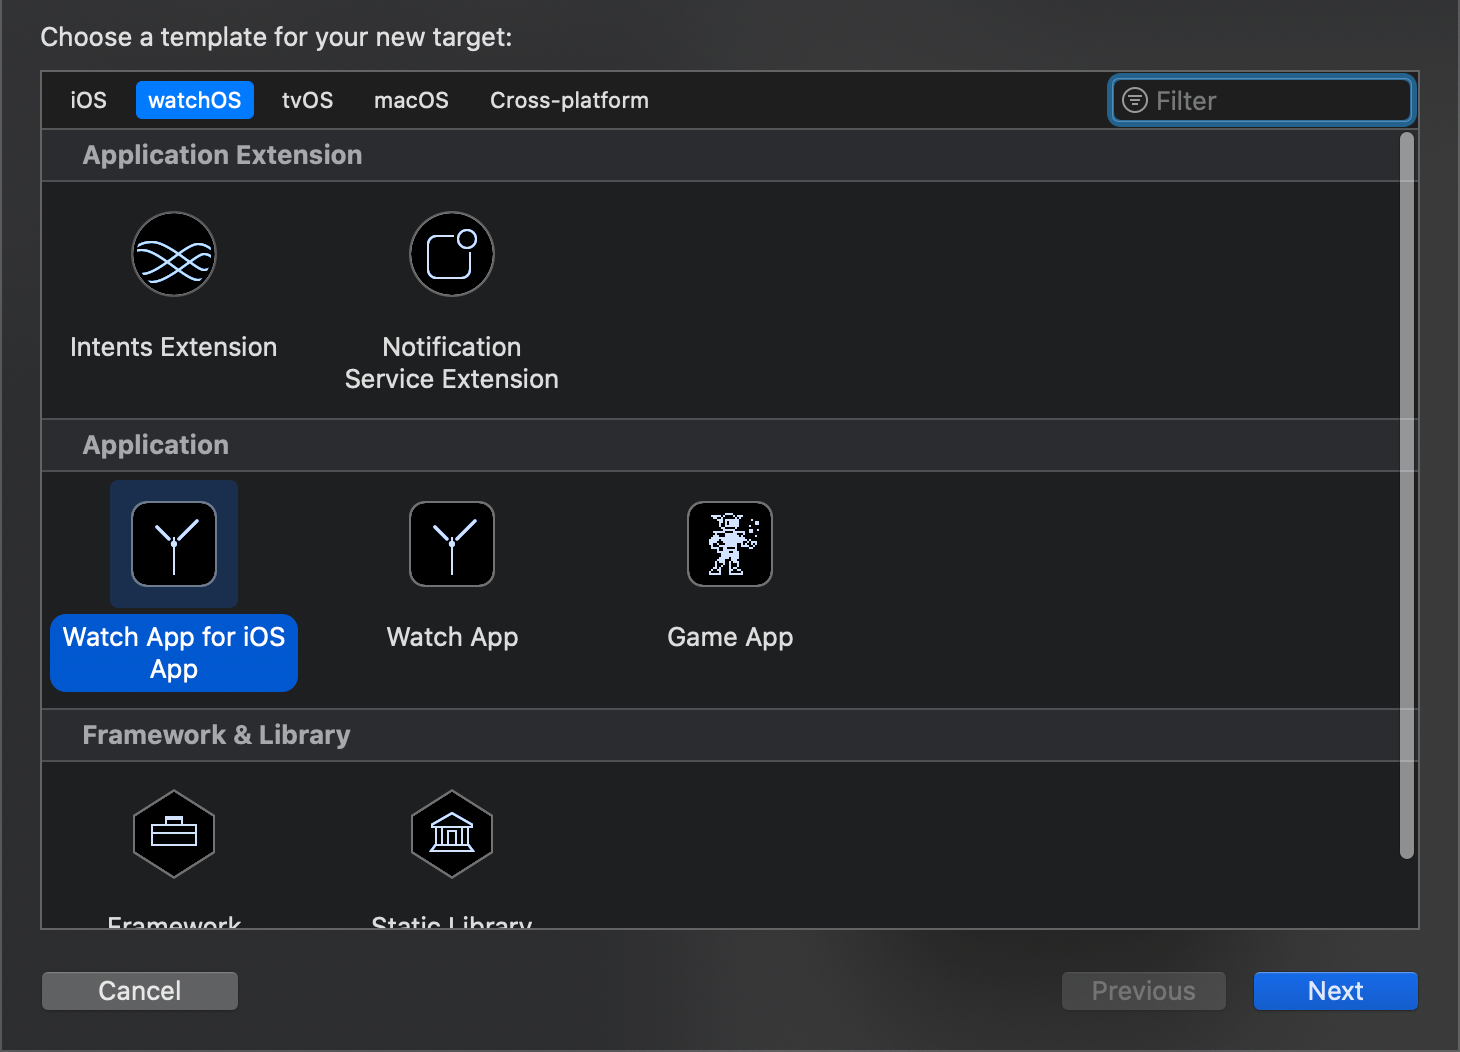 Choose a template for your new target:
iOS
watchOS
tvOS
macOS
Cross-platform
Filter
Application Extension
Intents Extension
Notification
Service Extension
Application
Watch App for iOS
App
Watch App
Game App
Framework & Library
Framework
Static Library
Cancel
Previous
Next